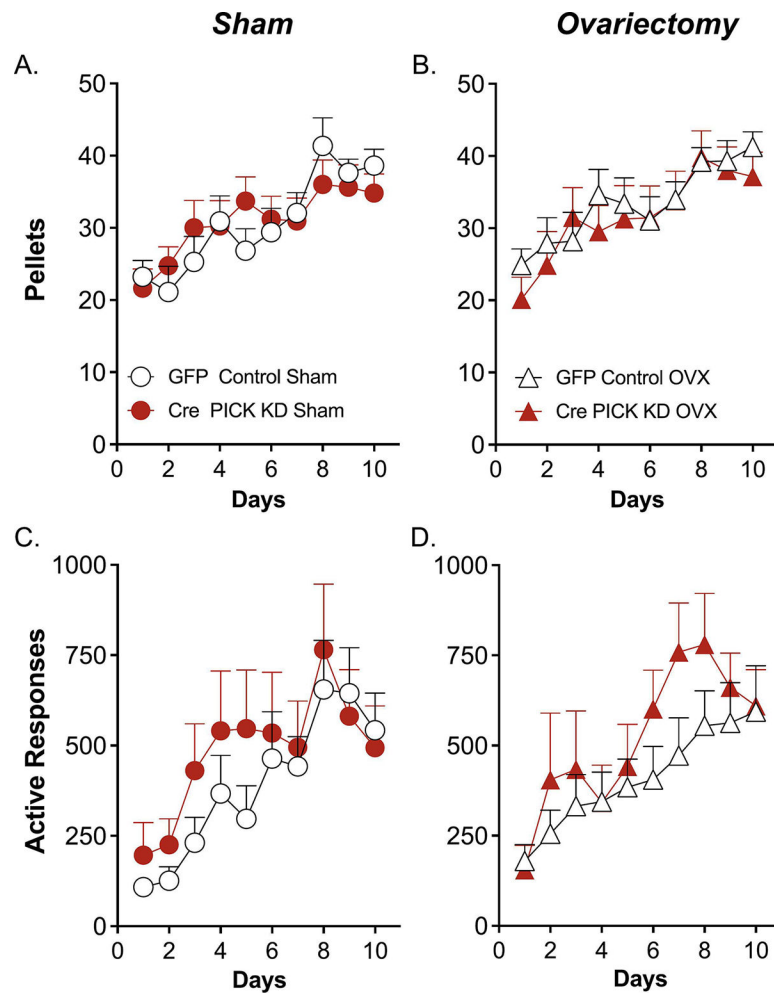 Sham
Ovariectomy
A.
B.
50
40
30
20
10
0
Pellets
GFP Control Sham
Cre PICK KD Sham
0 2 4 6 8 10
Days
50
40
30
20
10
0
GFP Control OVX
Cre PICK KD OVX
0 2 4 6 8 10
Days
C.
D.
1000
750
500
250
0
Active Responses
0 2 4 6 8 10
Days
1000
750
500
250
0
0 2 4 6 8 10
Days